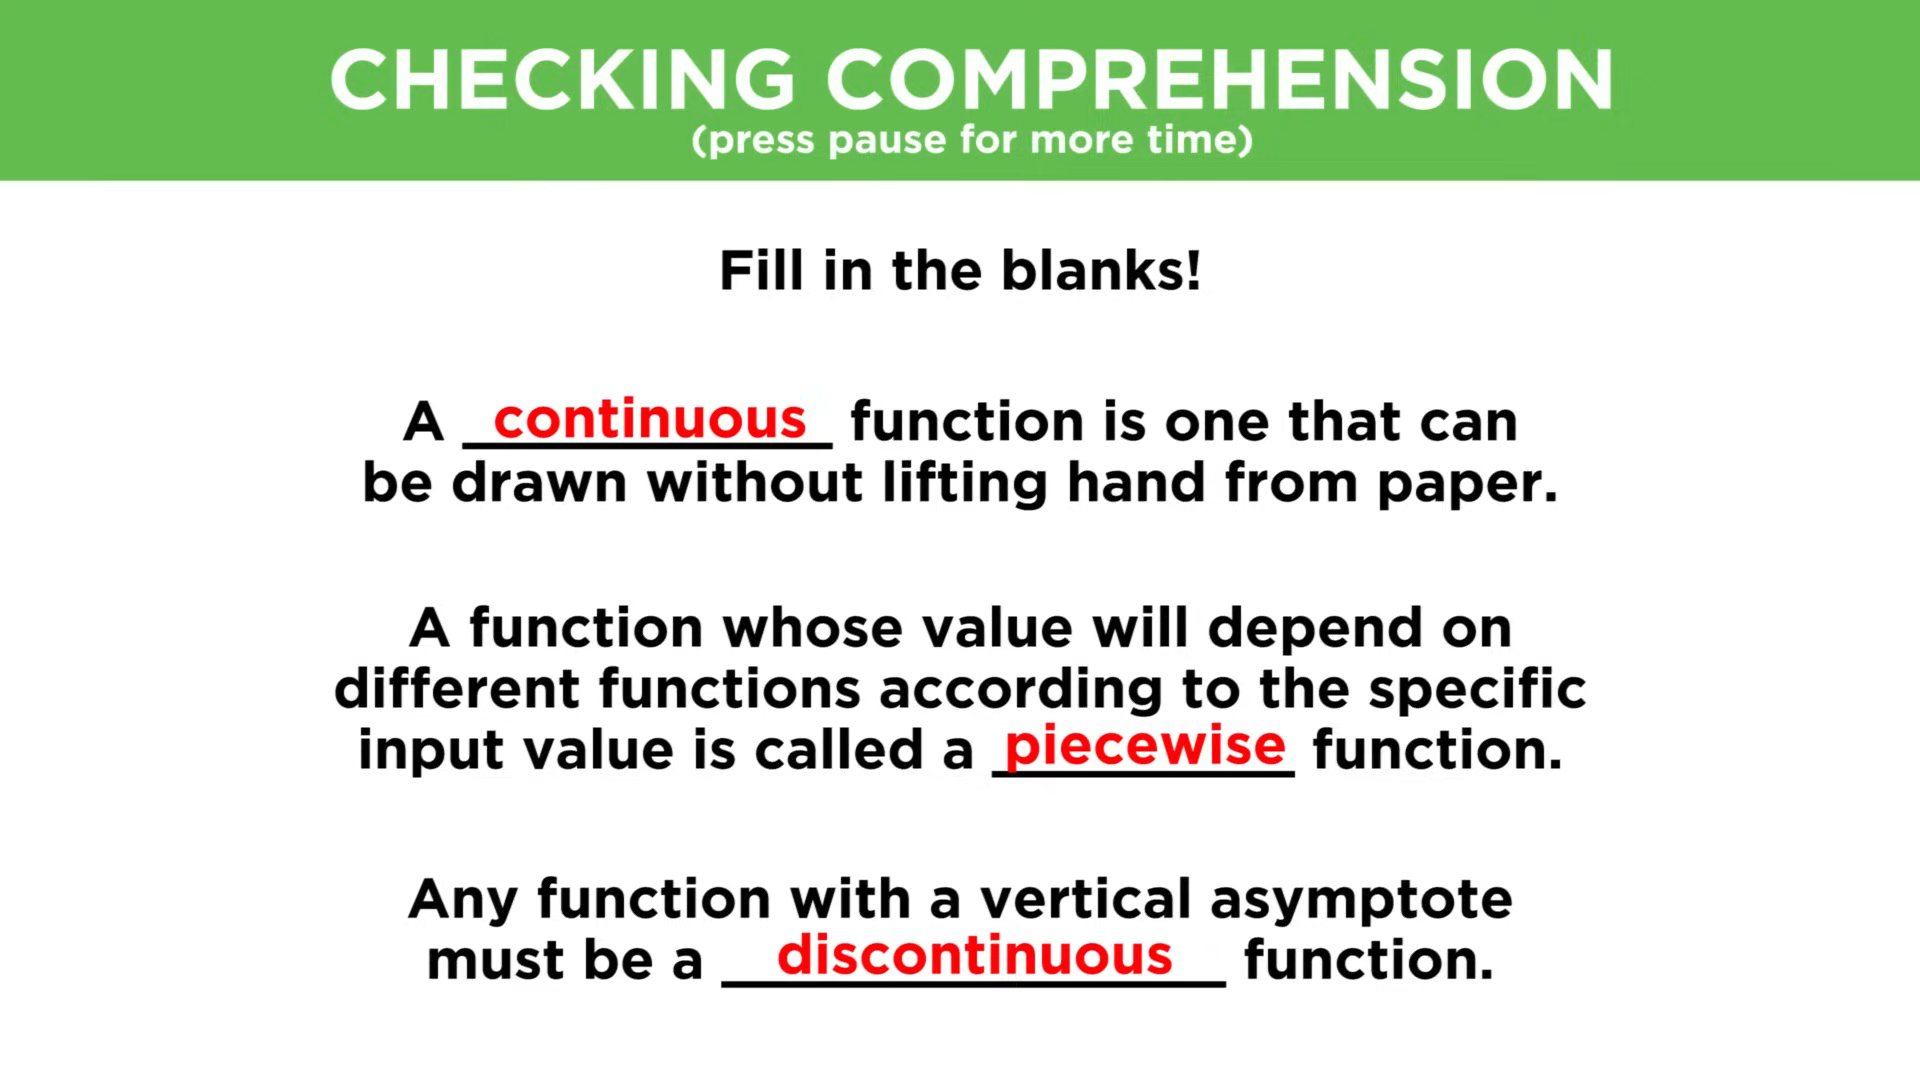 CHECKING COMPREHENSION
(press pause for more time)
Fill in the blanks!
A continuous function is one that can
be drawn without lifting hand from paper.
A function whose value will depend on
different functions according to the specific
input value is called a piecewise function.
Any function with a vertical asymptote
must be a discontinuous function.